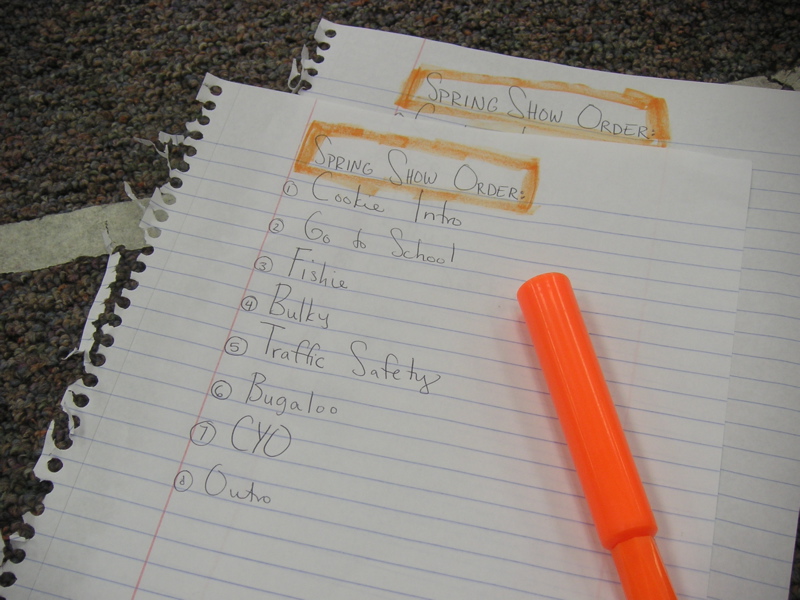 SPRING SHOW ORDER:
SPRING SHOW ORDER:
① Cookie Intro
② Go to School
③ Fishie
④ Bulky
⑤ Traffic Safety
⑥ Bugaloo
⑦ CYO
⑧ Outro